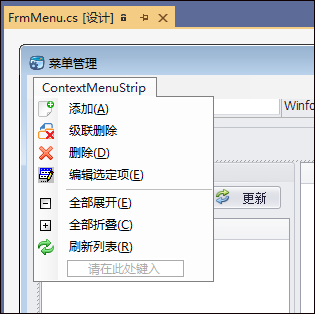 FrmMenu.cs [设计]
菜单管理
ContextMenuStrip
Winfo
添加(A)
级联删除
删除(D)
编辑选定项(E)
更新
全部展开(E)
全部折叠(C)
刷新列表(R)
请在此处键入